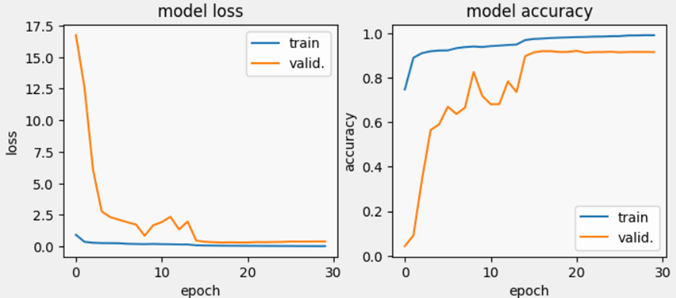 model loss
17.5
15.0
12.5
10.0
7.5
5.0
2.5
0.0
loss
0
10
20
30
epoch
train
valid.
model accuracy
1.0
0.8
0.6
0.4
0.2
0.0
accuracy
0
10
20
30
epoch
train
valid.